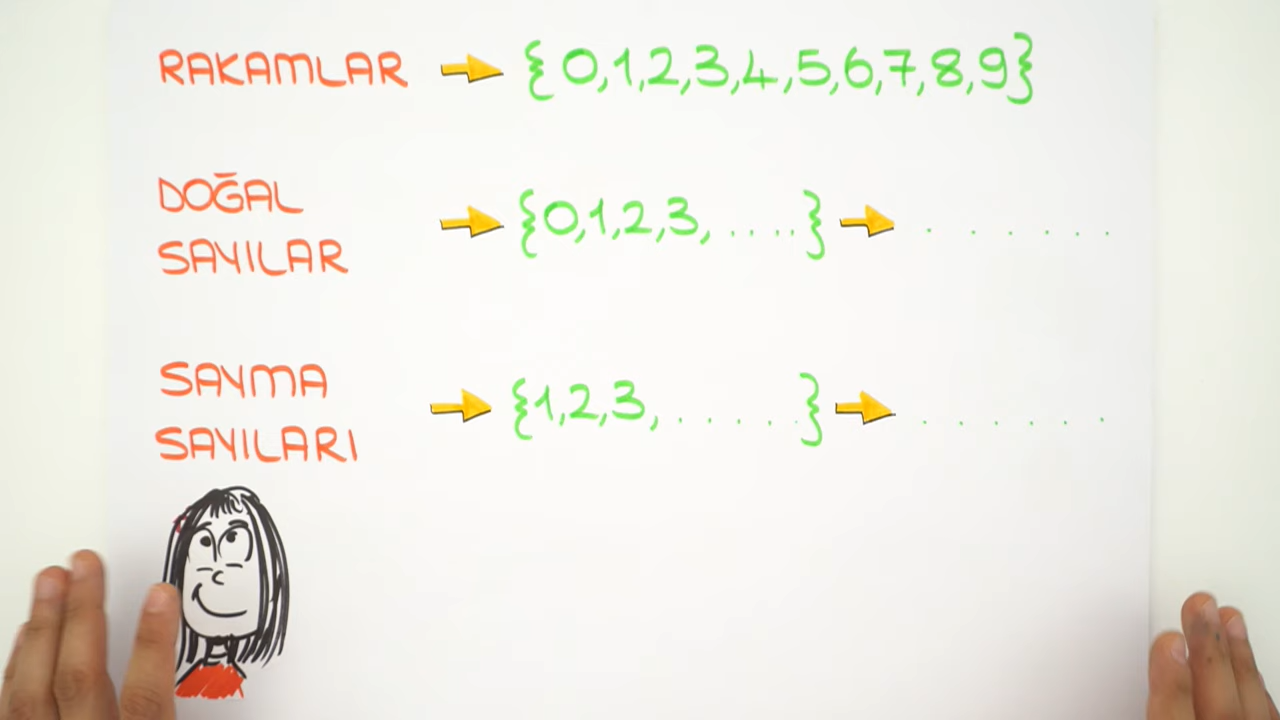 RAKAMLAR → {0,1,2,3,4,5,6,7,8,9}
DOĞAL
SAYILAR → {0,1,2,3, ....} → . . . . . .
SAYMA
SAYILARI → {1,2,3, . . . . .} → . . . . . .